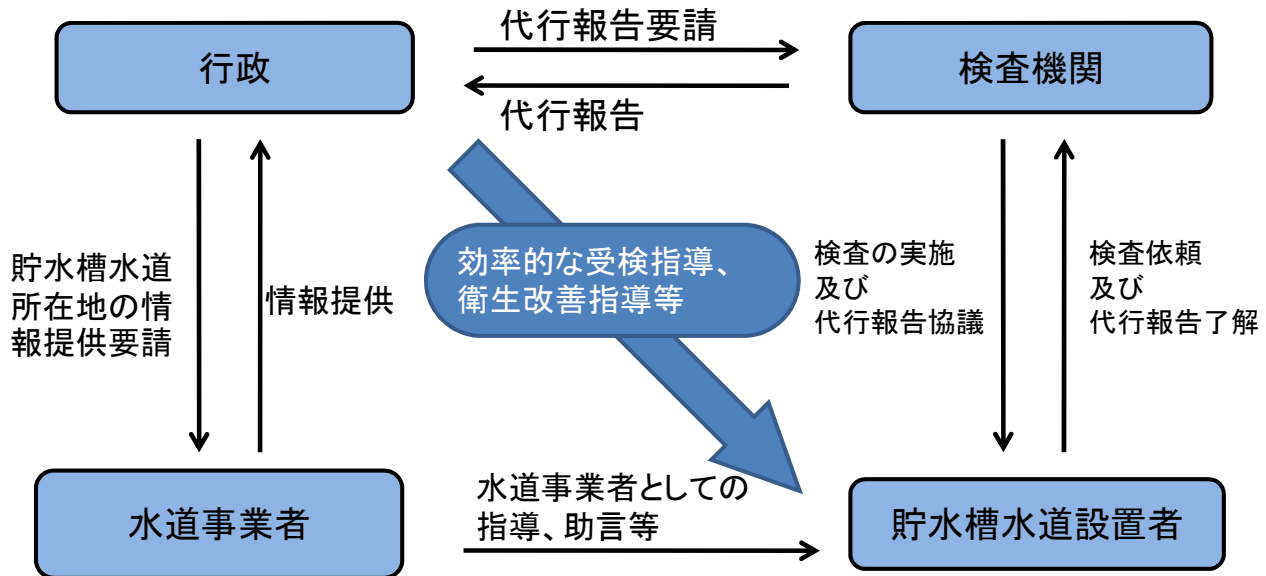 代行報告要請
行政
検査機関
代行報告
貯水槽水道
所在地の情
報提供要請
情報提供
効率的な受検指導、
衛生改善指導等
検査の実施
及び
代行報告協議
検査依頼
及び
代行報告了解
水道事業者
水道事業者としての
指導、助言等
貯水槽水道設置者